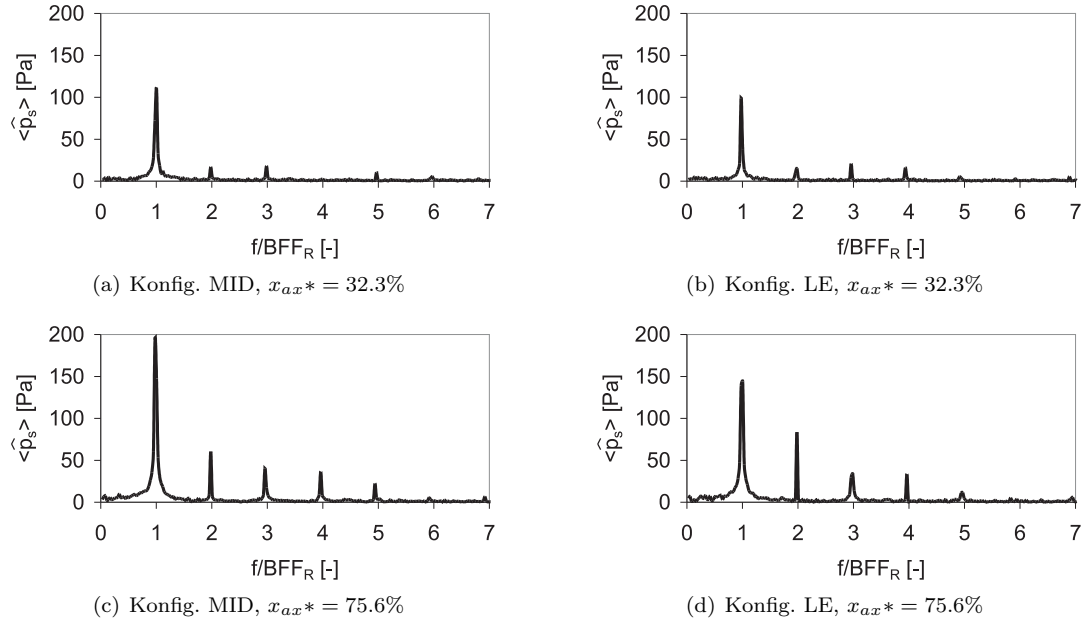 200
150
100
50
0
<p̂s> [Pa]
0 1 2 3 4 5 6 7
f/BFF_R [-]
(a) Konfig. MID, x_ax* = 32.3%
200
150
100
50
0
<p̂s> [Pa]
0 1 2 3 4 5 6 7
f/BFF_R [-]
(b) Konfig. LE, x_ax* = 32.3%
200
150
100
50
0
<p̂s> [Pa]
0 1 2 3 4 5 6 7
f/BFF_R [-]
(c) Konfig. MID, x_ax* = 75.6%
200
150
100
50
0
<p̂s> [Pa]
0 1 2 3 4 5 6 7
f/BFF_R [-]
(d) Konfig. LE, x_ax* = 75.6%